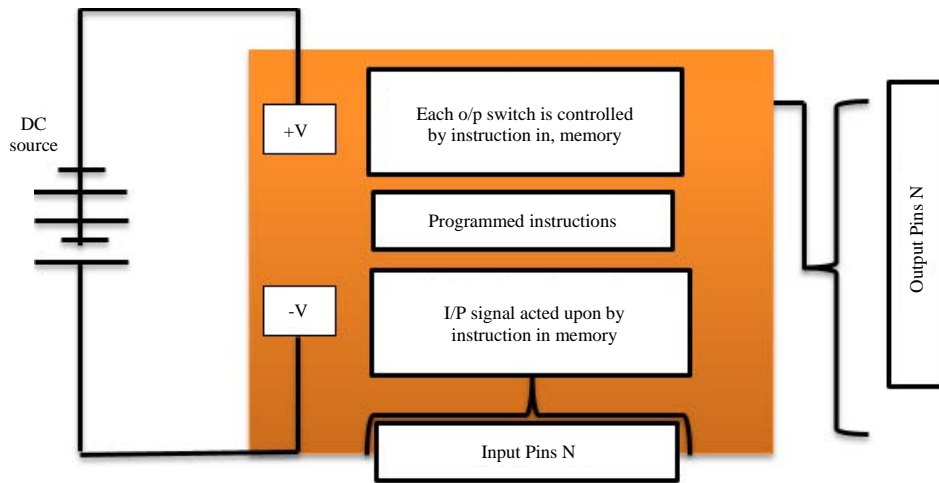 DC
source
+V
Each o/p switch is controlled
by instruction in, memory
Programmed instructions
-V
I/P signal acted upon by
instruction in memory
Input Pins N
Output Pins N